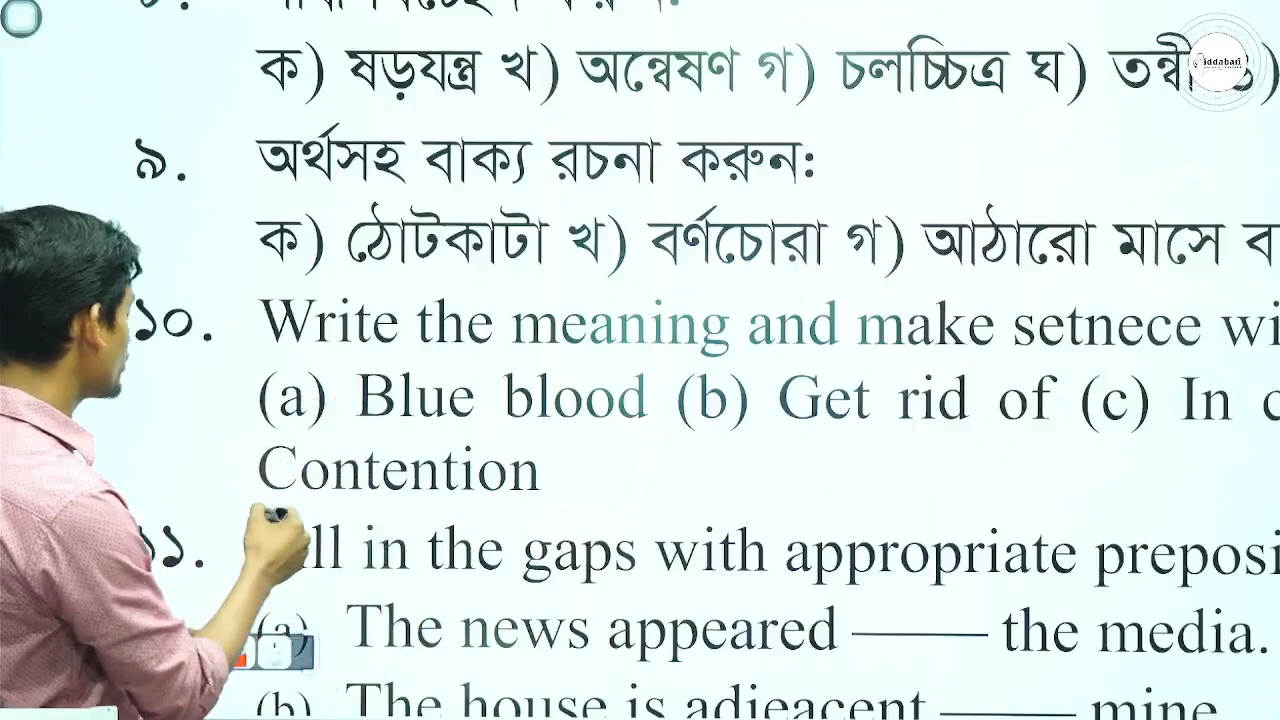 ক) ষড়যন্ত্র খ) অন্বেষণ গ) চলচ্চিত্র ঘ)
৯. অর্থসহ বাক্য রচনা করুন:
ক) ঠোটকাটা খ) বর্ণচোরা গ) আঠারো মাসে ব
১০. Write the meaning and make setnece wi
(a) Blue blood (b) Get rid of (c) In c
Contention
১১. ll in the gaps with appropriate preposi
(a) The news appeared —— the media.
(b) The house is adjeacent —— mine